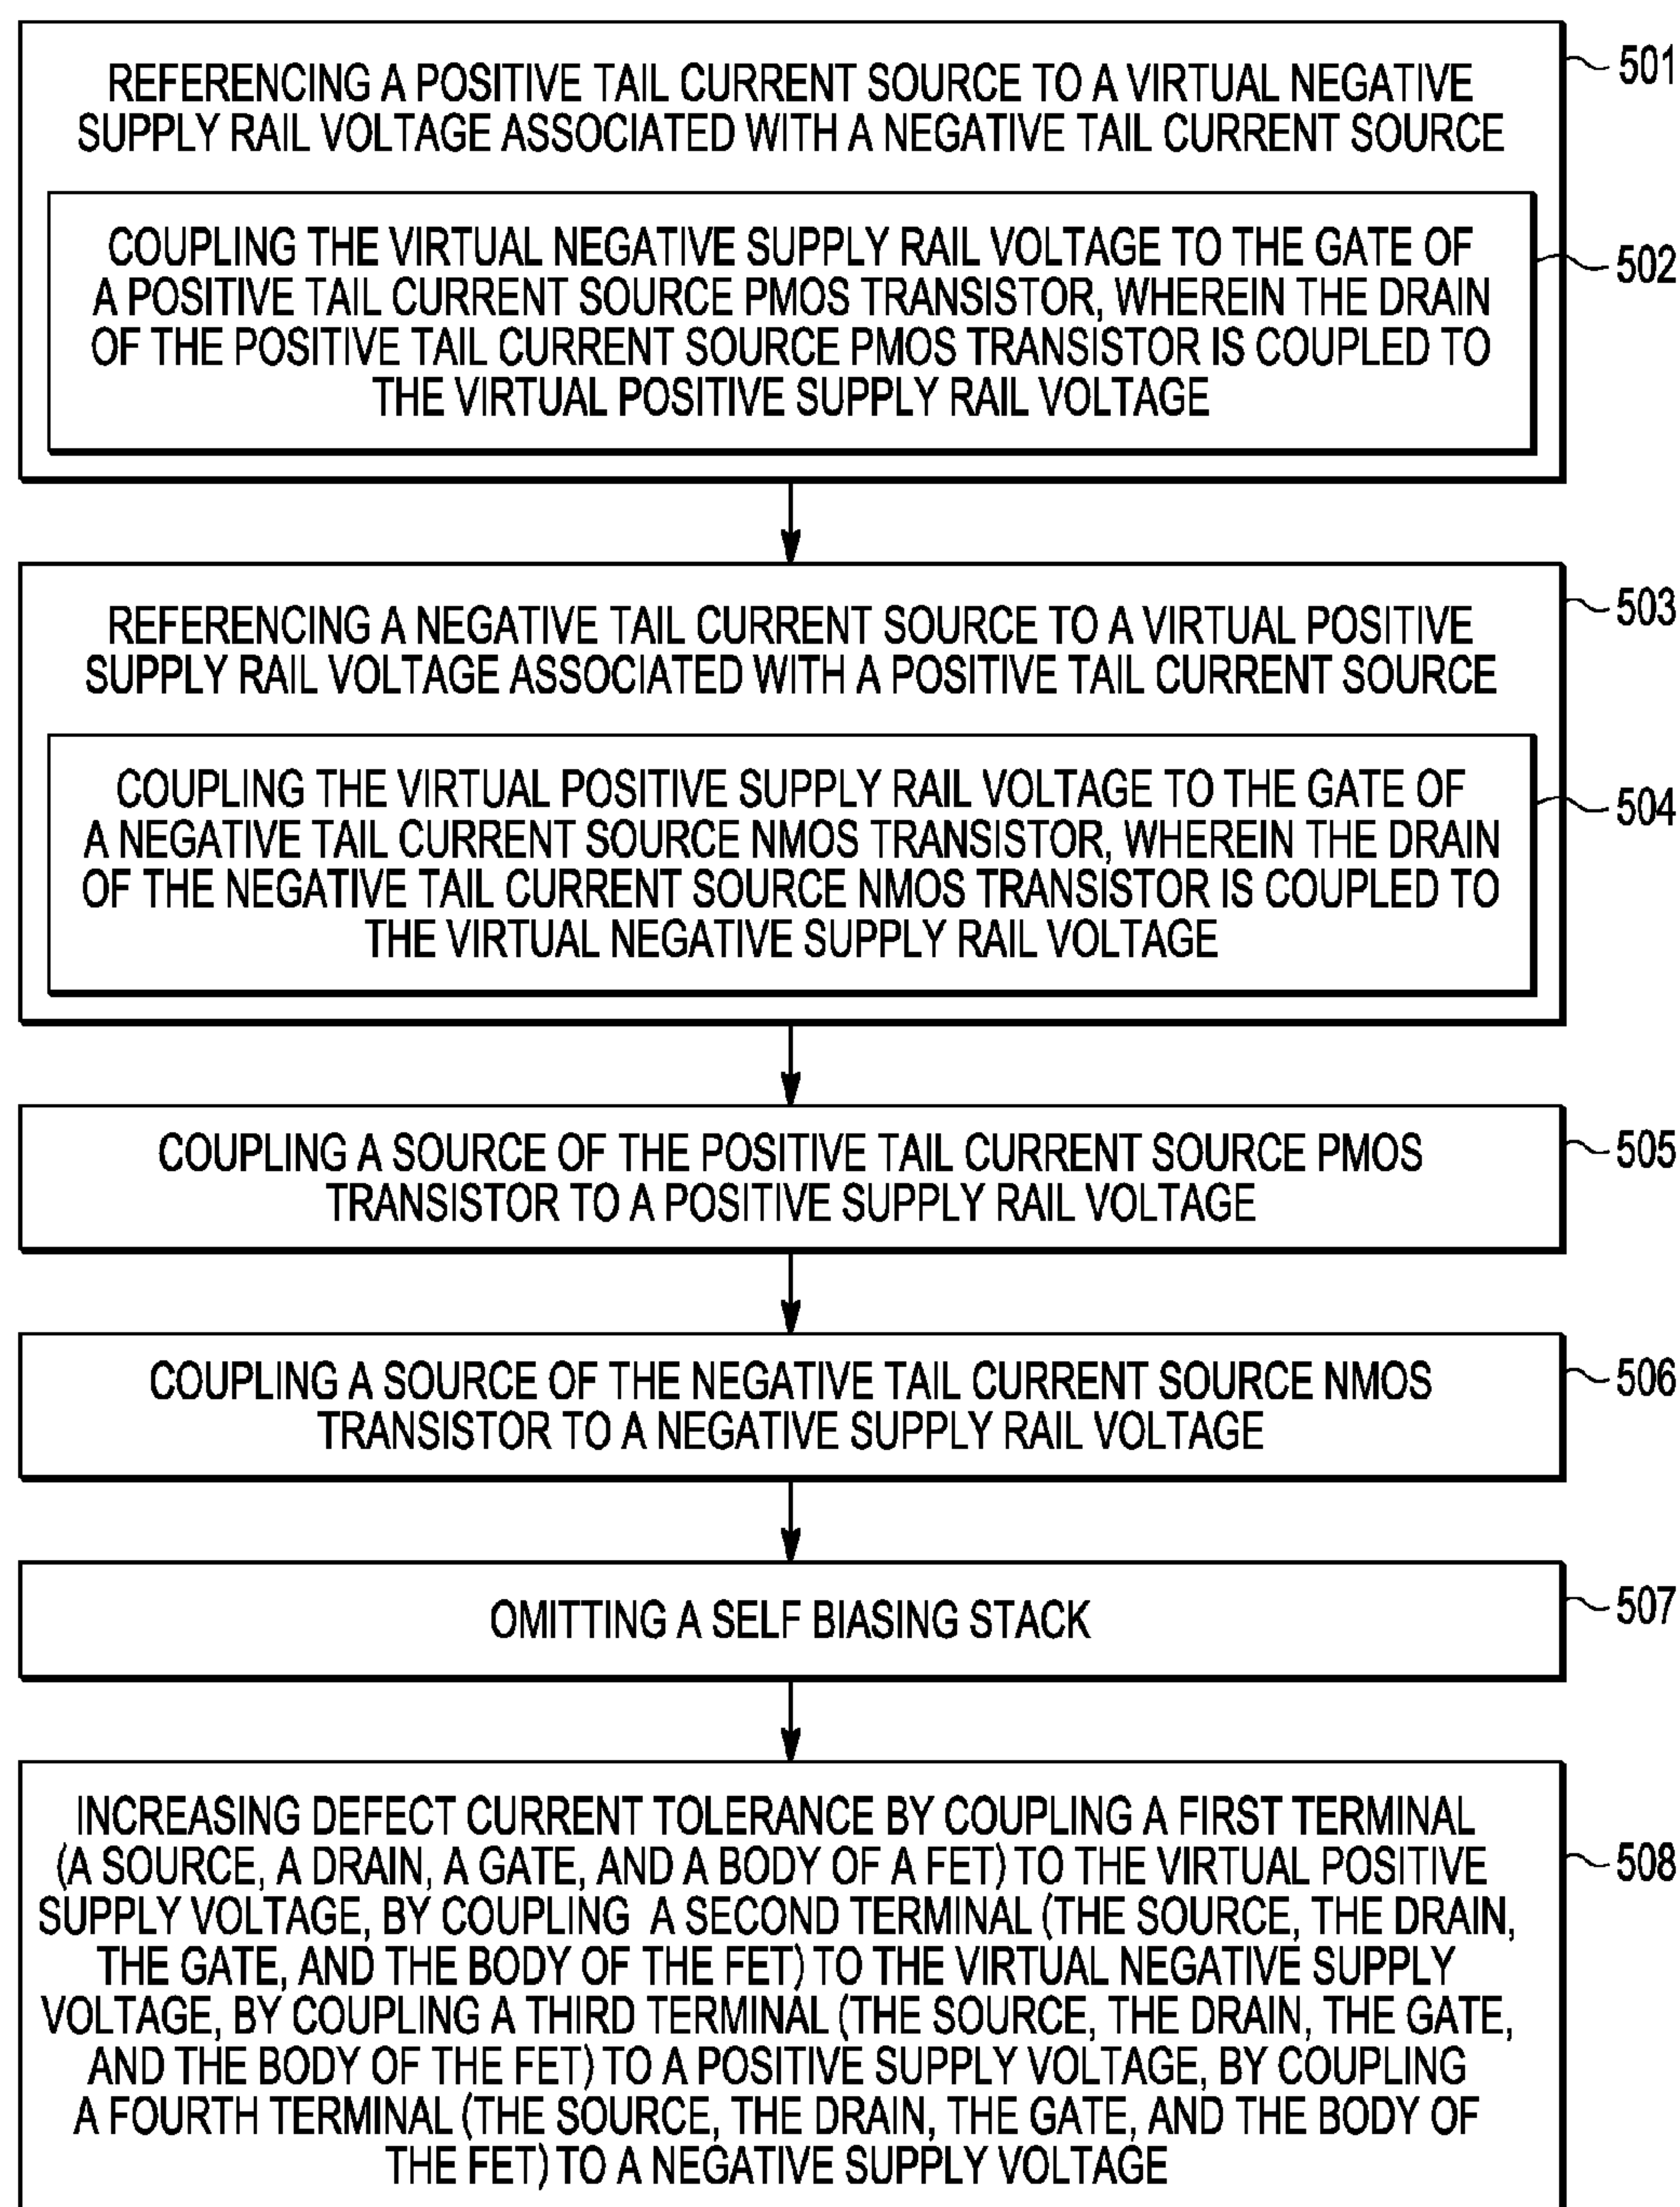 REFERENCING A POSITIVE TAIL CURRENT SOURCE TO A VIRTUAL NEGATIVE
SUPPLY RAIL VOLTAGE ASSOCIATED WITH A NEGATIVE TAIL CURRENT SOURCE
501
COUPLING THE VIRTUAL NEGATIVE SUPPLY RAIL VOLTAGE TO THE GATE OF
A POSITIVE TAIL CURRENT SOURCE PMOS TRANSISTOR, WHEREIN THE DRAIN
OF THE POSITIVE TAIL CURRENT SOURCE PMOS TRANSISTOR IS COUPLED TO
THE VIRTUAL POSITIVE SUPPLY RAIL VOLTAGE
502
REFERENCING A NEGATIVE TAIL CURRENT SOURCE TO A VIRTUAL POSITIVE
SUPPLY RAIL VOLTAGE ASSOCIATED WITH A POSITIVE TAIL CURRENT SOURCE
503
COUPLING THE VIRTUAL POSITIVE SUPPLY RAIL VOLTAGE TO THE GATE OF
A NEGATIVE TAIL CURRENT SOURCE NMOS TRANSISTOR, WHEREIN THE DRAIN
OF THE NEGATIVE TAIL CURRENT SOURCE NMOS TRANSISTOR IS COUPLED TO
THE VIRTUAL NEGATIVE SUPPLY RAIL VOLTAGE
504
COUPLING A SOURCE OF THE POSITIVE TAIL CURRENT SOURCE PMOS
TRANSISTOR TO A POSITIVE SUPPLY RAIL VOLTAGE
505
COUPLING A SOURCE OF THE NEGATIVE TAIL CURRENT SOURCE NMOS
TRANSISTOR TO A NEGATIVE SUPPLY RAIL VOLTAGE
506
OMITTING A SELF BIASING STACK
507
INCREASING DEFECT CURRENT TOLERANCE BY COUPLING A FIRST TERMINAL
(A SOURCE, A DRAIN, A GATE, AND A BODY OF A FET) TO THE VIRTUAL POSITIVE
SUPPLY VOLTAGE, BY COUPLING A SECOND TERMINAL (THE SOURCE, THE DRAIN,
THE GATE, AND THE BODY OF THE FET) TO THE VIRTUAL NEGATIVE SUPPLY
VOLTAGE, BY COUPLING A THIRD TERMINAL (THE SOURCE, THE DRAIN, THE GATE,
AND THE BODY OF THE FET) TO A POSITIVE SUPPLY VOLTAGE, BY COUPLING
A FOURTH TERMINAL (THE SOURCE, THE DRAIN, THE GATE, AND THE BODY OF
THE FET) TO A NEGATIVE SUPPLY VOLTAGE
508